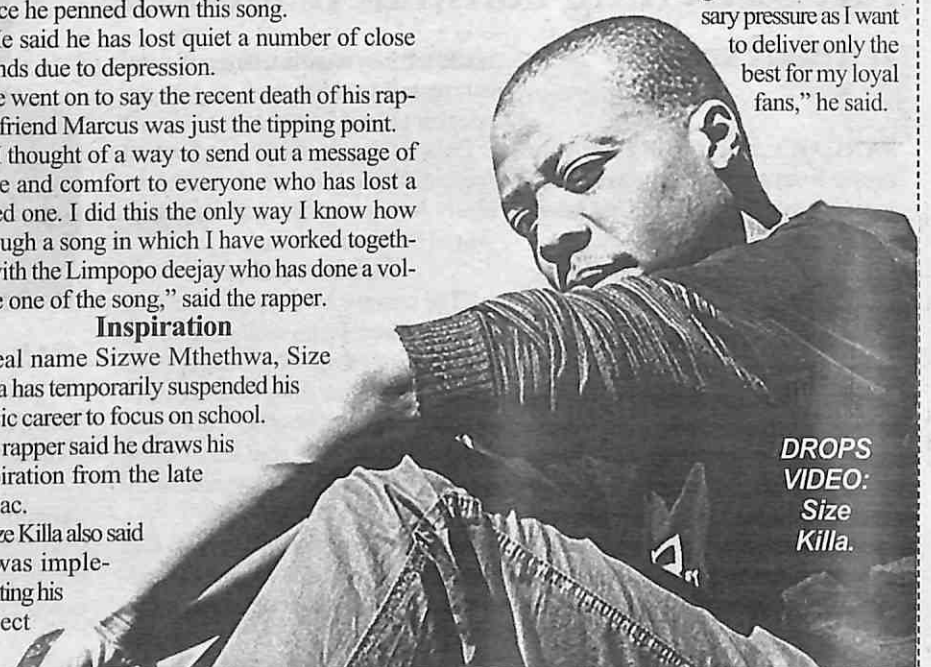 ce he penned down this song.
e said he has lost quiet a number of close
nds due to depression.
e went on to say the recent death of his rap-
friend Marcus was just the tipping point.
I thought of a way to send out a message of
e and comfort to everyone who has lost a
ed one. I did this the only way I know how
ugh a song in which I have worked togeth-
ith the Limpopo deejay who has done a vol-
e one of the song,” said the rapper.
Inspiration
eal name Sizwe Mthethwa, Size
a has temporarily suspended his
ic career to focus on school.
rapper said he draws his
iration from the late
ac.
ze Killa also said
was imple-
ting his
ect
sary pressure as I want
to deliver only the
best for my loyal
fans,” he said.
DROPS
VIDEO:
Size
Killa.